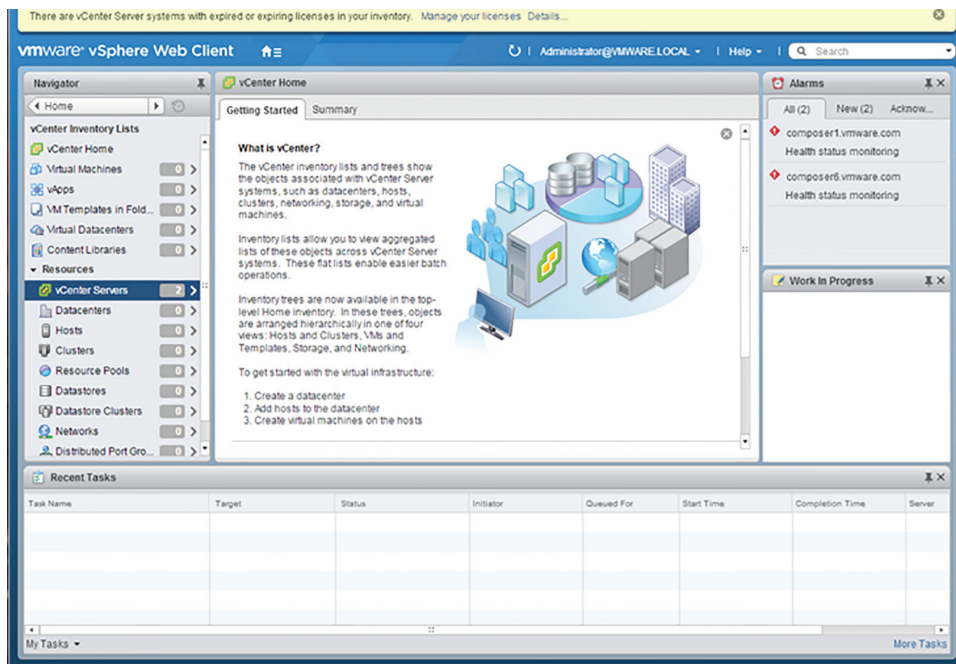 There are vCenter Server systems with expired or expiring licenses in your inventory. Manage your licenses Details...
vmware® vSphere Web Client
Administrator@VMWARE.LOCAL
Help
Search
Navigator
Home
vCenter Inventory Lists
vCenter Home
Virtual Machines 0
vApps 0
VM Templates in Fold... 0
Virtual Datacenters 0
Content Libraries 0
Resources
vCenter Servers 2
Datacenters 0
Hosts 0
Clusters 0
Resource Pools 0
Datastores 0
Datastore Clusters 0
Networks 0
Distributed Port Gro... 0
vCenter Home
Getting Started Summary
What is vCenter?
The vCenter inventory lists and trees show
the objects associated with vCenter Server
systems, such as datacenters, hosts,
clusters, networking, storage, and virtual
machines.
Inventory lists allow you to view aggregated
lists of these objects across vCenter Server
systems. These flat lists enable easier batch
operations.
Inventory trees are now available in the top-
level Home inventory. In these trees, objects
are arranged hierarchically in one of four
views: Hosts and Clusters, VMs and
Templates, Storage, and Networking.
To get started with the virtual infrastructure:
1. Create a datacenter
2. Add hosts to the datacenter
3. Create virtual machines on the hosts
Alarms
All (2) New (2) Acknow...
composer1.vmware.com
Health status monitoring
composer6.vmware.com
Health status monitoring
Work In Progress
Recent Tasks
Task Name Target Status Initiator Queued For Start Time Completion Time Server
My Tasks
More Tasks